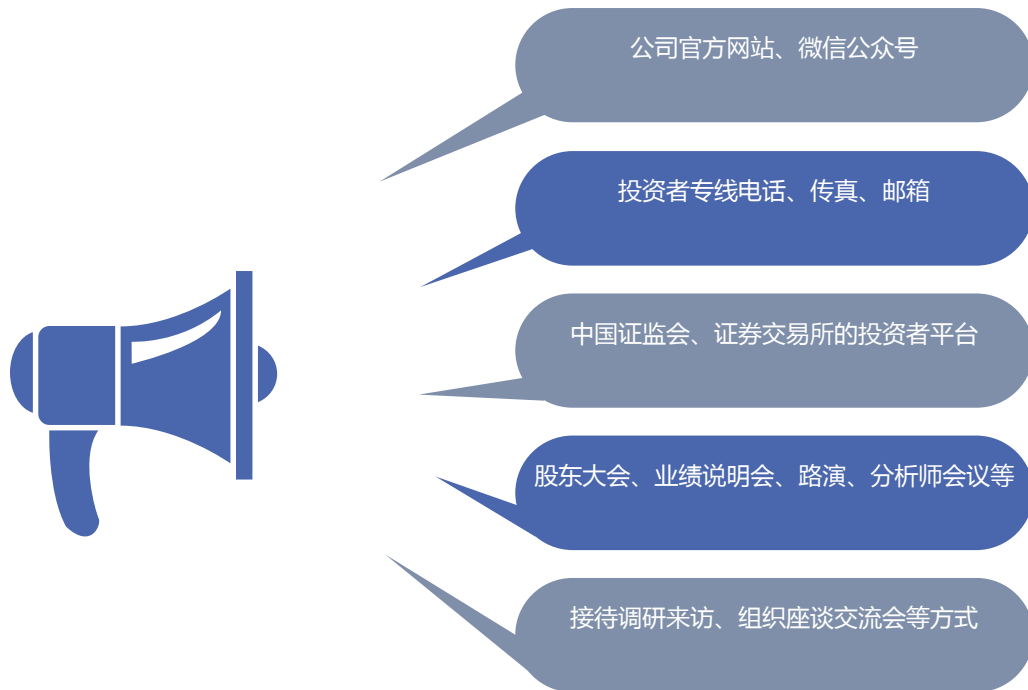 公司官方网站、微信公众号
投资者专线电话、传真、邮箱
中国证监会、证券交易所的投资者平台
股东大会、业绩说明会、路演、分析师会议等
接待调研来访、组织座谈交流会等方式